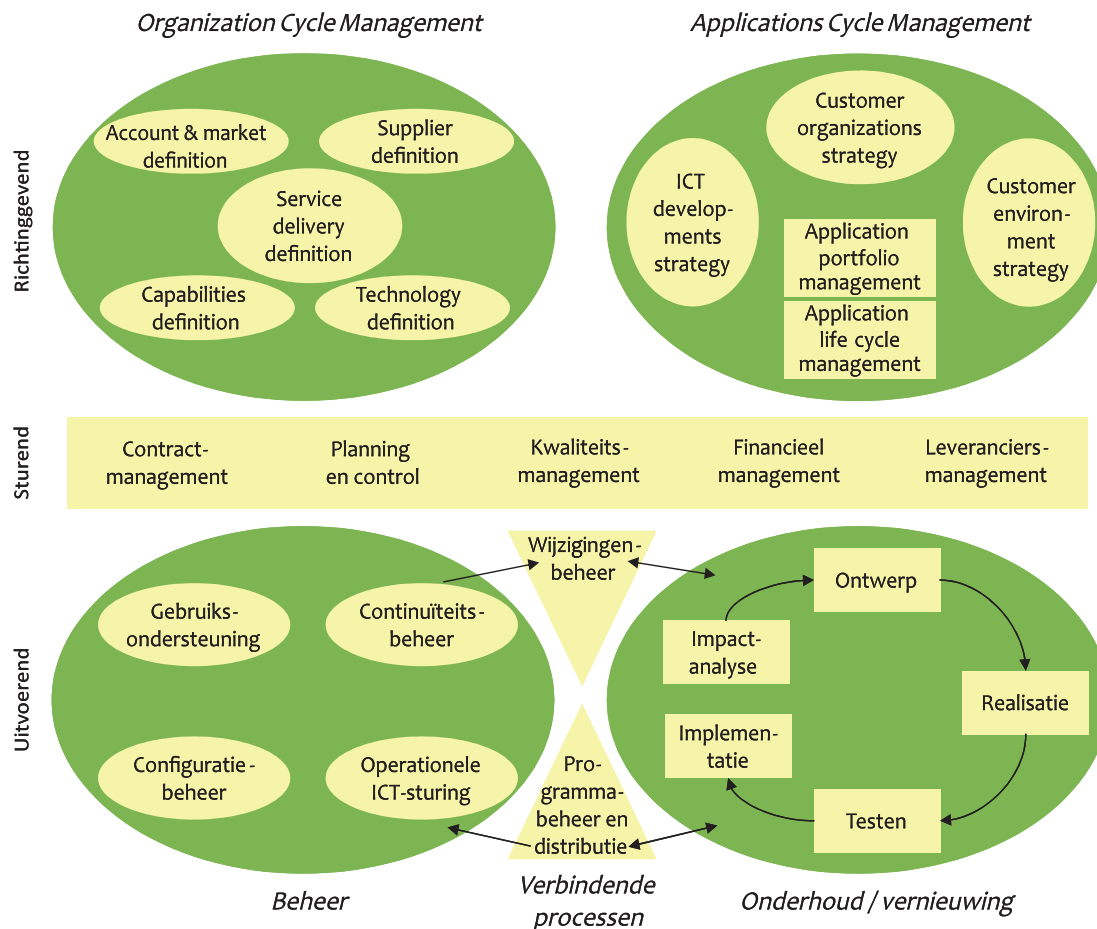 Organization Cycle Management
Applications Cycle Management
Richtinggevend
Account & market
definition
Supplier
definition
Service
delivery
definition
Capabilities
definition
Technology
definition
Customer
organizations
strategy
ICT
develop-
ments
strategy
Customer
environ-
ment
strategy
Application
portfolio
management
Application
life cycle
management
Sturend
Contract-
management
Planning
en control
Kwaliteits-
management
Financieel
management
Leveranciers-
management
Uitvoerend
Gebruiks-
ondersteuning
Continuïteits-
beheer
Configuratie-
beheer
Operationele
ICT-sturing
Wijzigingen-
beheer
Pro-
gramma-
beheer en
distributie
Impact-
analyse
Ontwerp
Realisatie
Testen
Implemen-
tatie
Beheer
Verbindende
processen
Onderhoud / vernieuwing